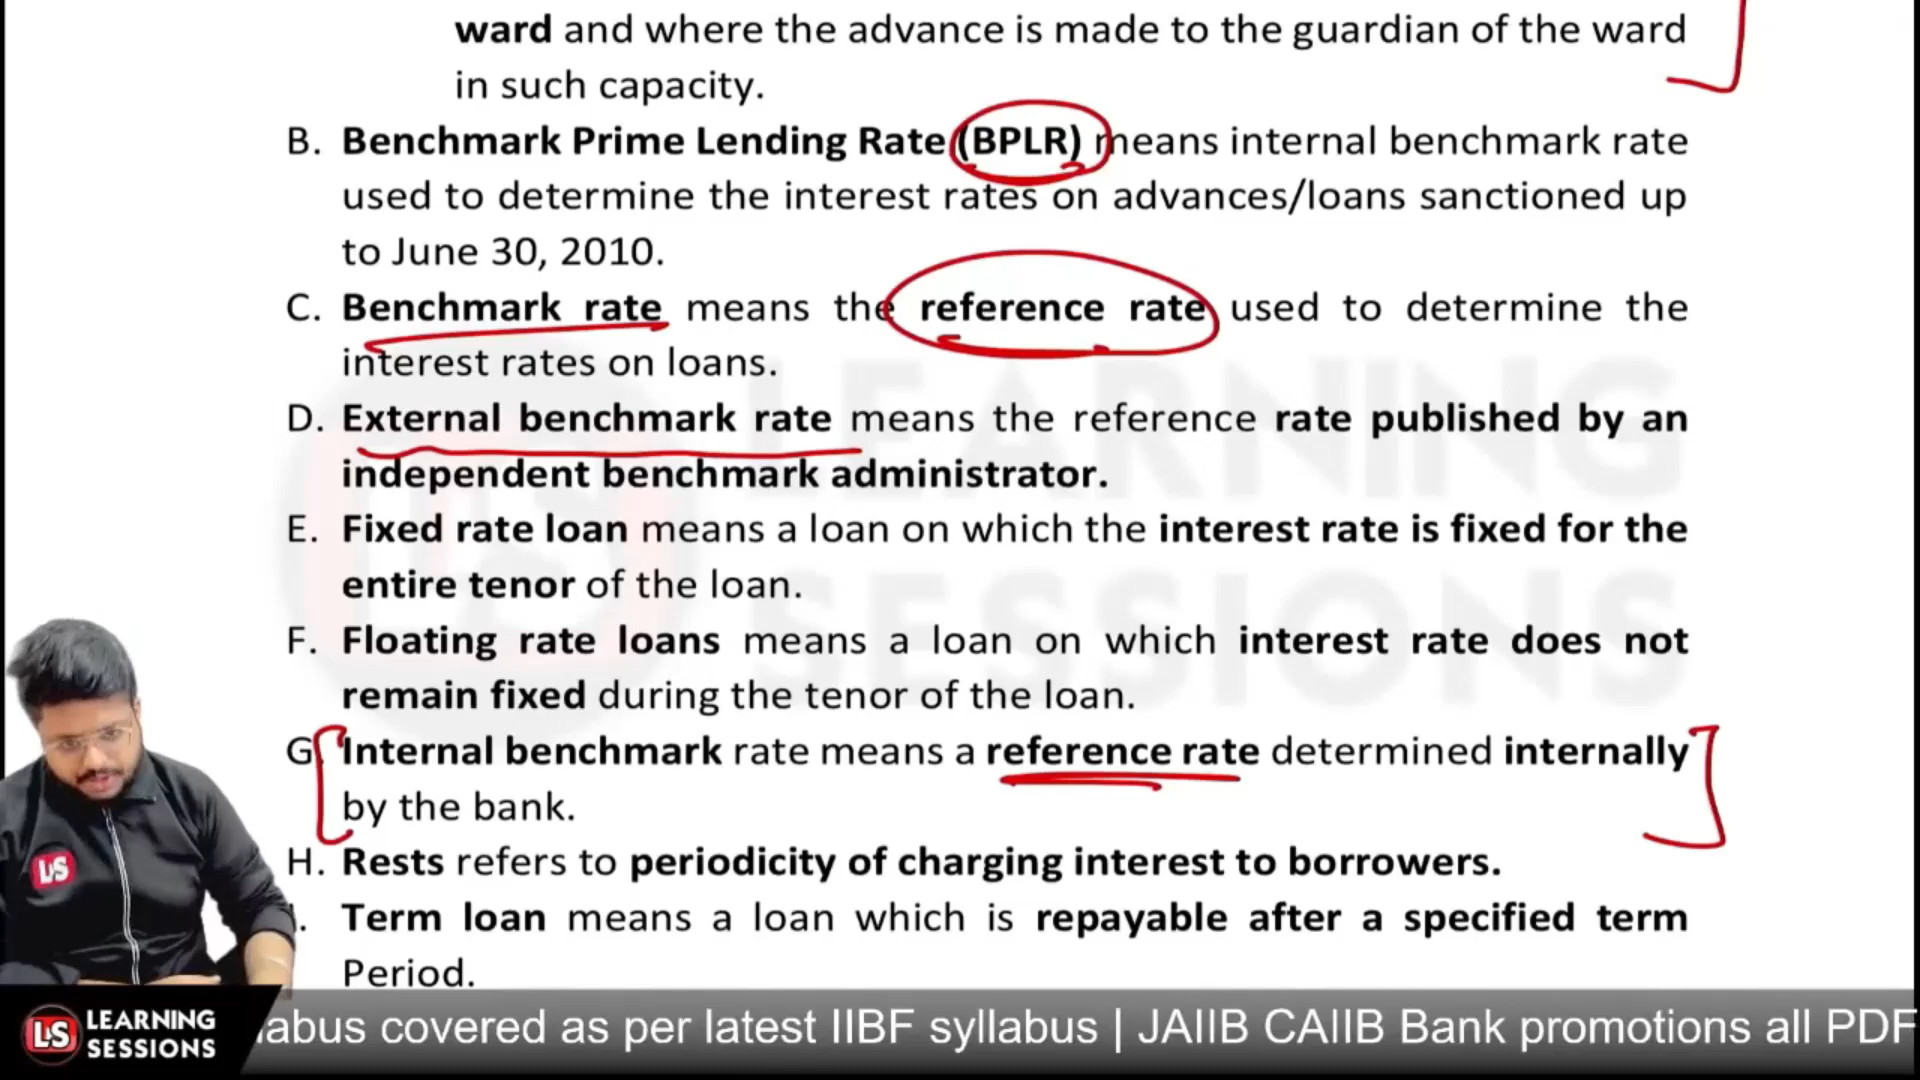 ward and where the advance is made to the guardian of the ward
in such capacity.
B. Benchmark Prime Lending Rate (BPLR) means internal benchmark rate
used to determine the interest rates on advances/loans sanctioned up
to June 30, 2010.
C. Benchmark rate means the reference rate used to determine the
interest rates on loans.
D. External benchmark rate means the reference rate published by an
independent benchmark administrator.
E. Fixed rate loan means a loan on which the interest rate is fixed for the
entire tenor of the loan.
F. Floating rate loans means a loan on which interest rate does not
remain fixed during the tenor of the loan.
G. Internal benchmark rate means a reference rate determined internally
by the bank.
H. Rests refers to periodicity of charging interest to borrowers.
. Term loan means a loan which is repayable after a specified term
Period.
LEARNING
SESSIONS
LS
LS
LEARNING
SESSIONS
labus covered as per latest IIBF syllabus | JAIIB CAIIB Bank promotions all PDF